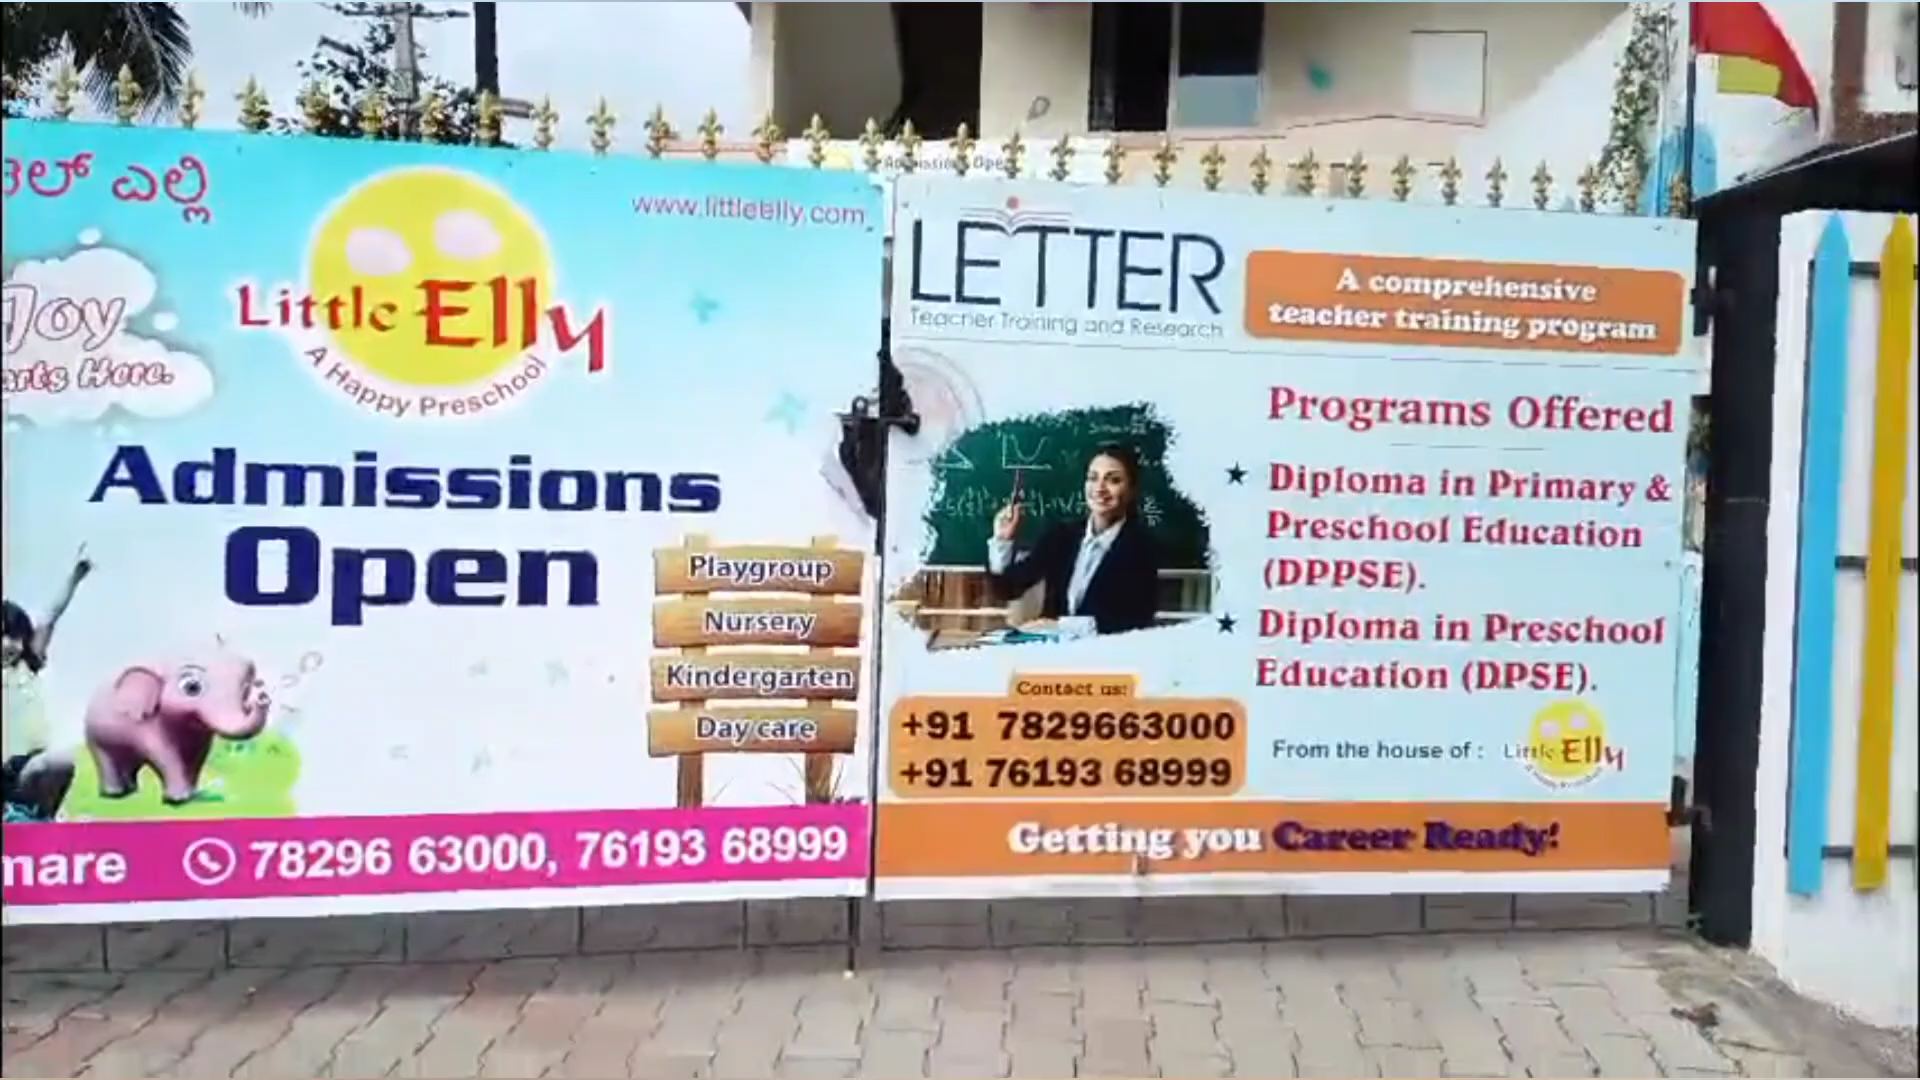 ಎಲ್ಲಿ
www.littleelly.com
Joy
Here.
Little Elly
A Happy Preschool
Admissions
Open
Playgroup
Nursery
Kindergarten
Day care
78296 63000, 76193 68999
Admissions Open
LETTER
Teacher Training and Research
A comprehensive
teacher training program
Programs Offered
Diploma in Primary &
Preschool Education
(DPPSE).
Diploma in Preschool
Education (DPSE).
Contact us:
+91 7829663000
+91 76193 68999
From the house of : Little Elly
Getting you Career Ready!